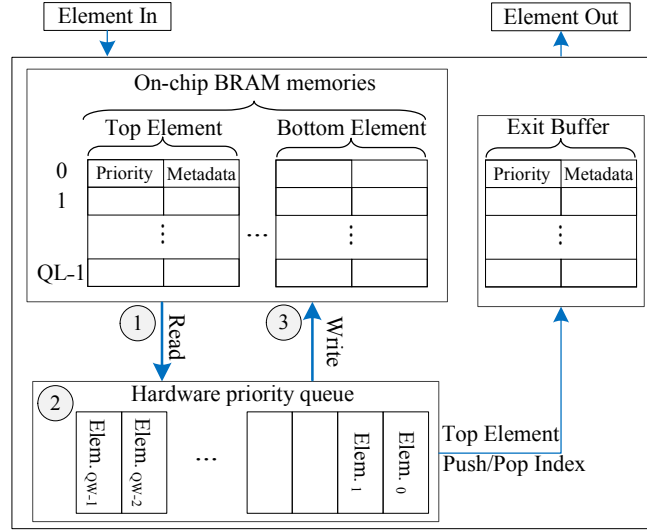 Element In
Element Out
On-chip BRAM memories
Top Element
Bottom Element
Exit Buffer
0
Priority
Metadata
Priority
Metadata
1
⋮
⋮
⋮
...
QL-1
1
Read
3
Write
2
Hardware priority queue
Elem. QW-1
Elem. QW-2
...
Elem. 1
Elem. 0
Top Element
Push/Pop Index